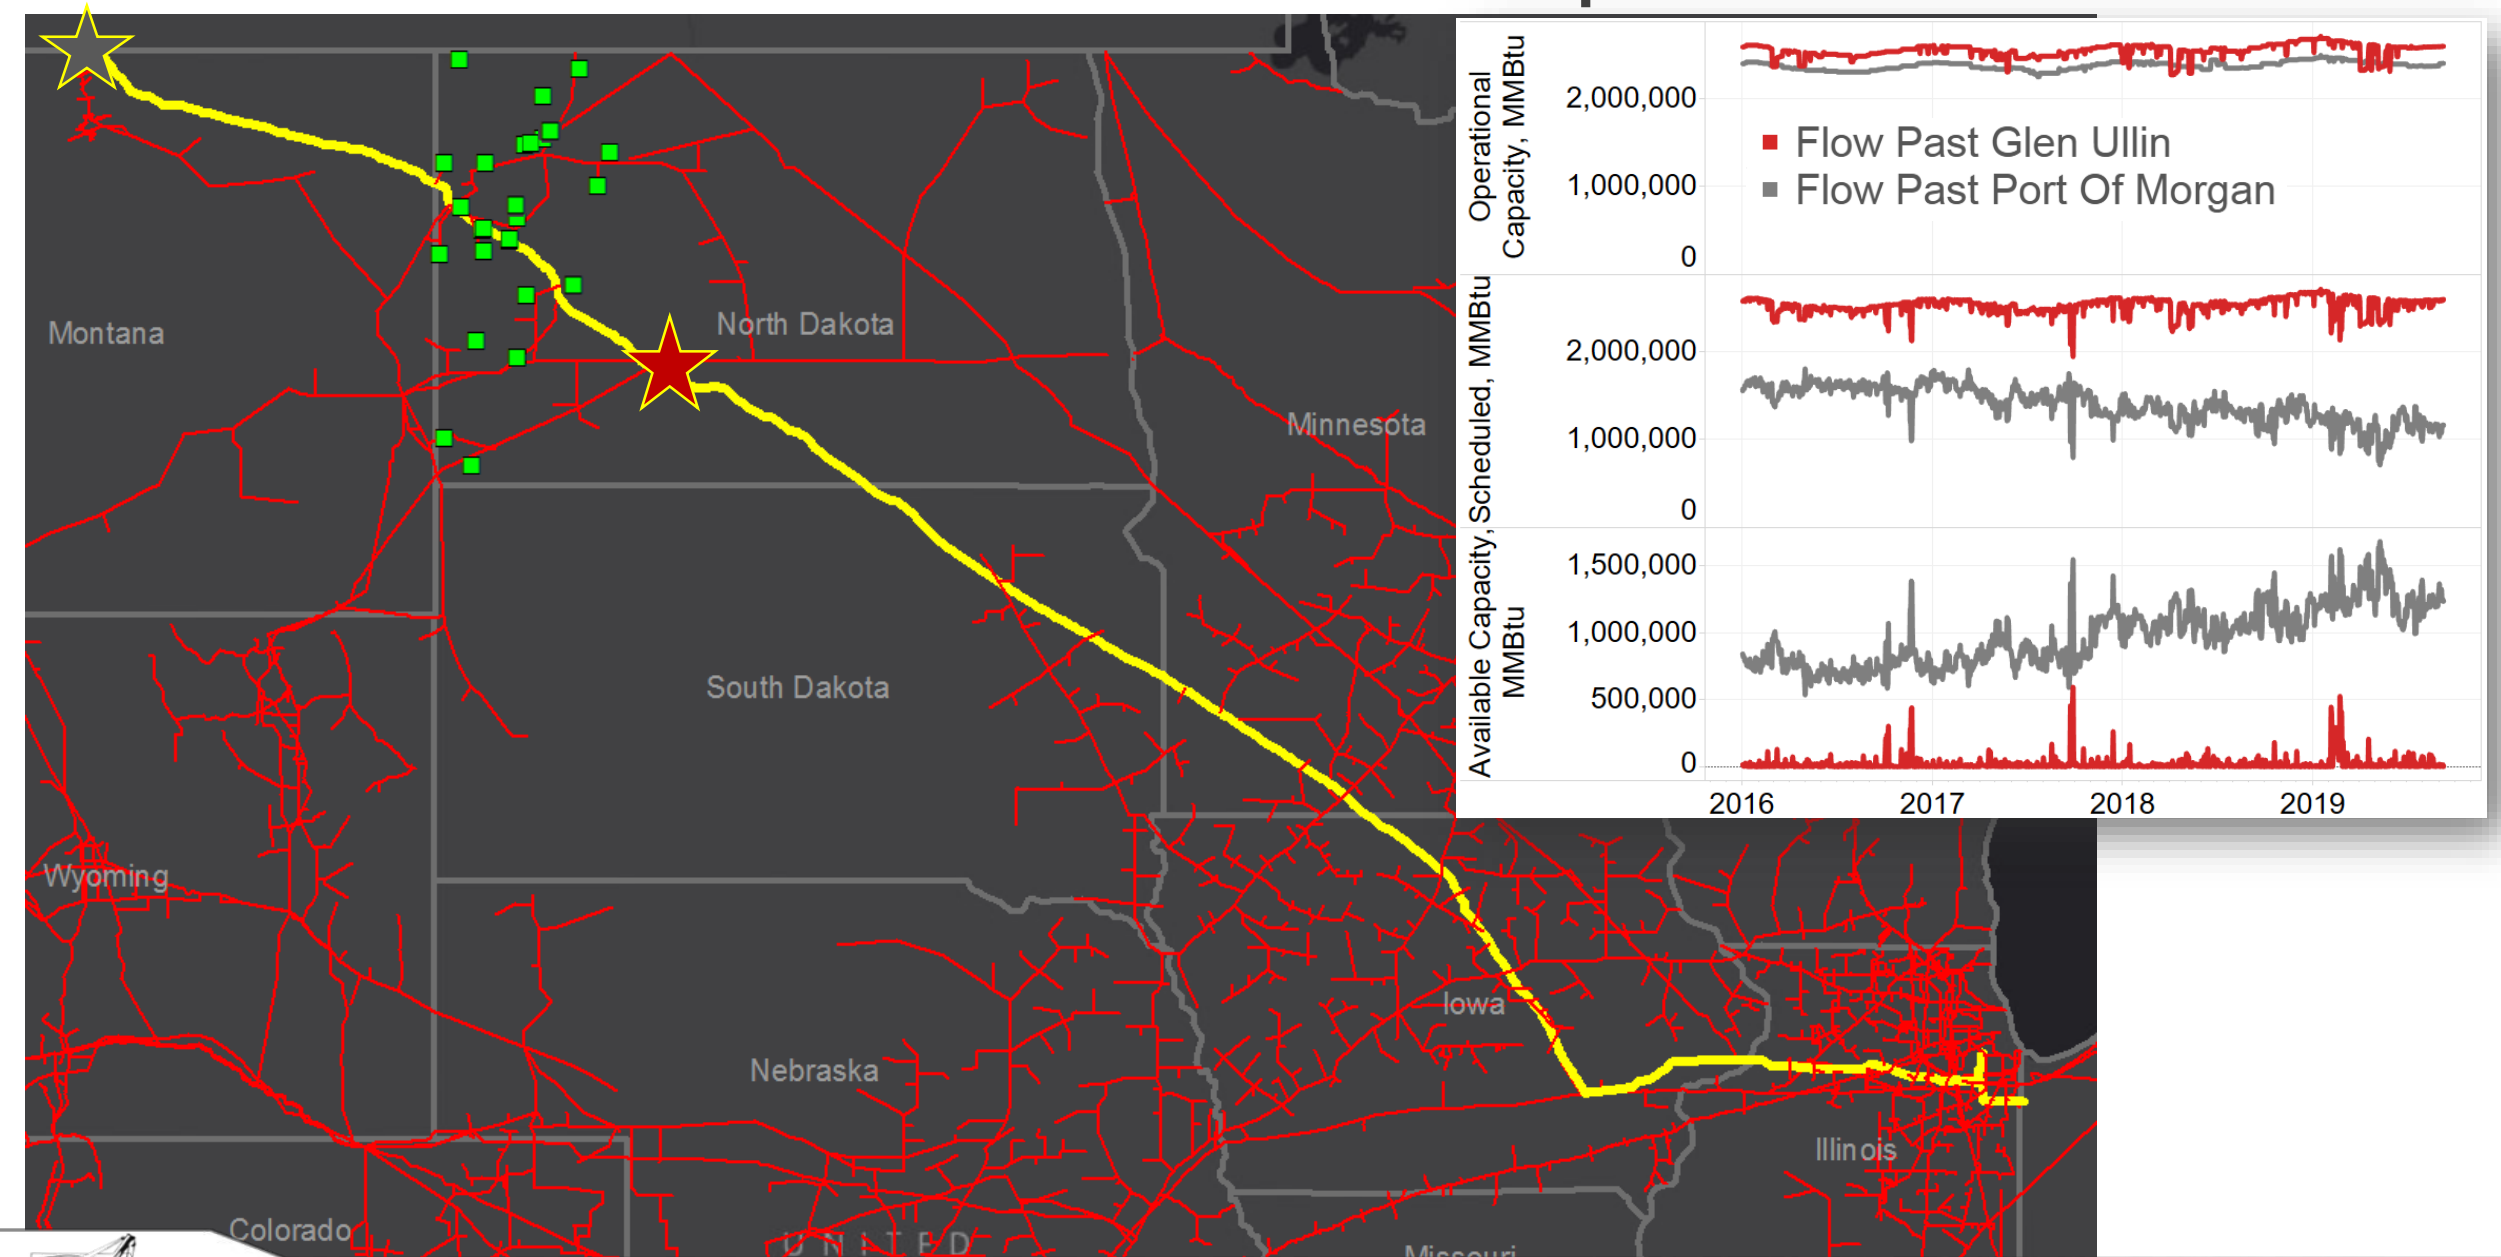 Operational
Capacity, MMBtu
2,000,000
1,000,000
0
Flow Past Glen Ullin
Flow Past Port Of Morgan
Scheduled, MMBtu
2,000,000
1,000,000
0
Available Capacity,
MMBtu
1,500,000
1,000,000
500,000
0
2016
2017
2018
2019
Montana
North Dakota
Minnesota
South Dakota
Wyoming
Iowa
Nebraska
Illinois
Colorado
UNITED
Missouri